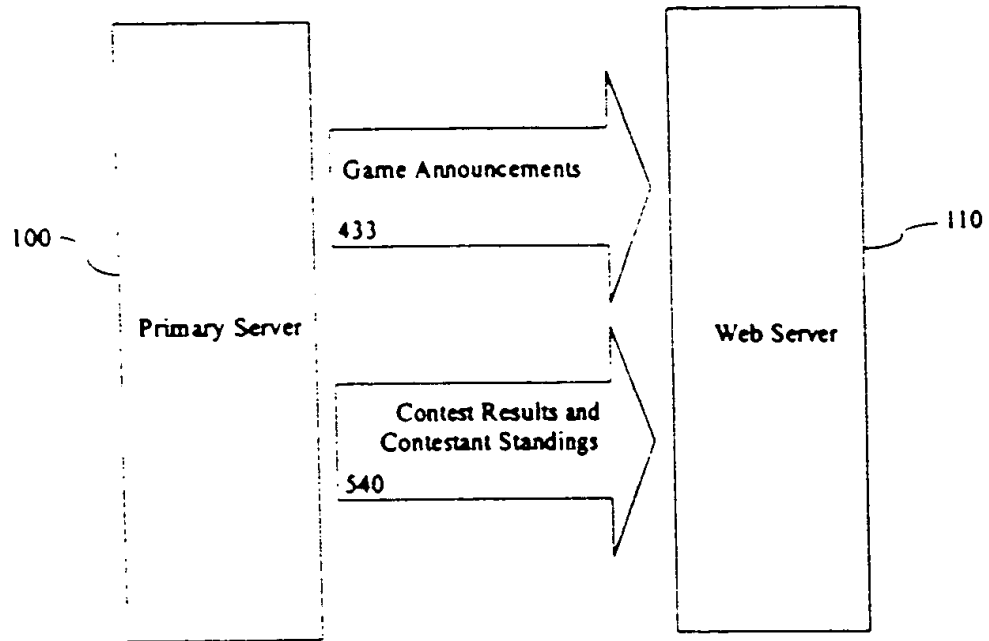 Game Announcements
433
100
110
Primary Server
Web Server
Contest Results and
Contestant Standings
540